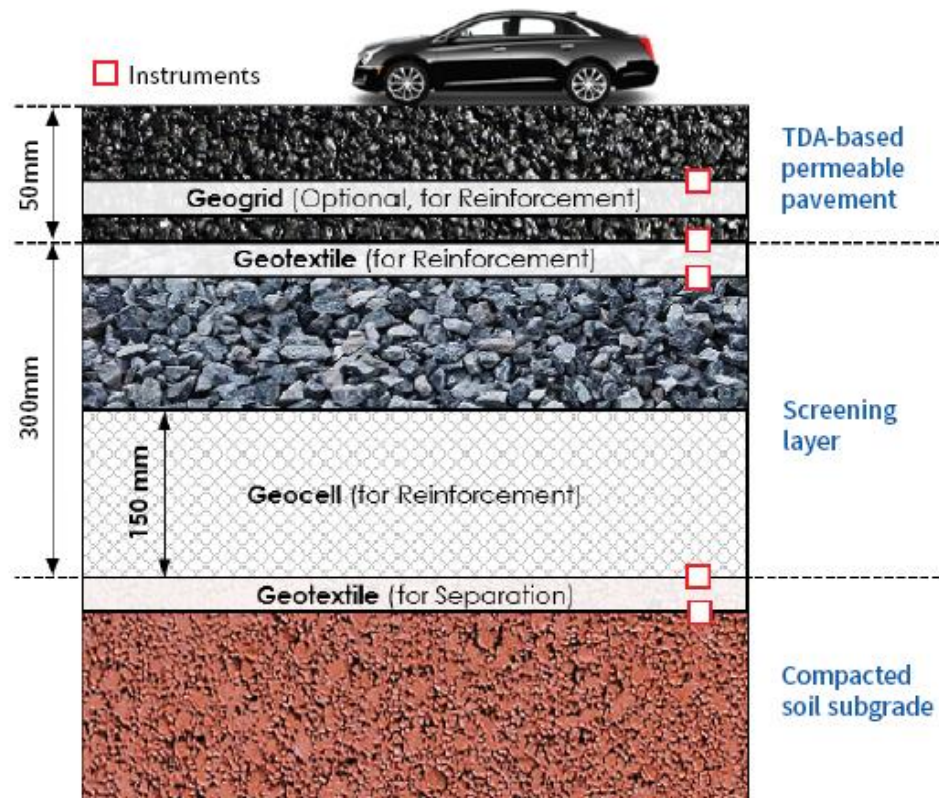 Instruments
50mm
TDA-based
permeable
pavement
Geogrid (Optional, for Reinforcement)
Geotextile (for Reinforcement)
300mm
Screening
layer
150 mm
Geocell (for Reinforcement)
Geotextile (for Separation)
Compacted
soil subgrade